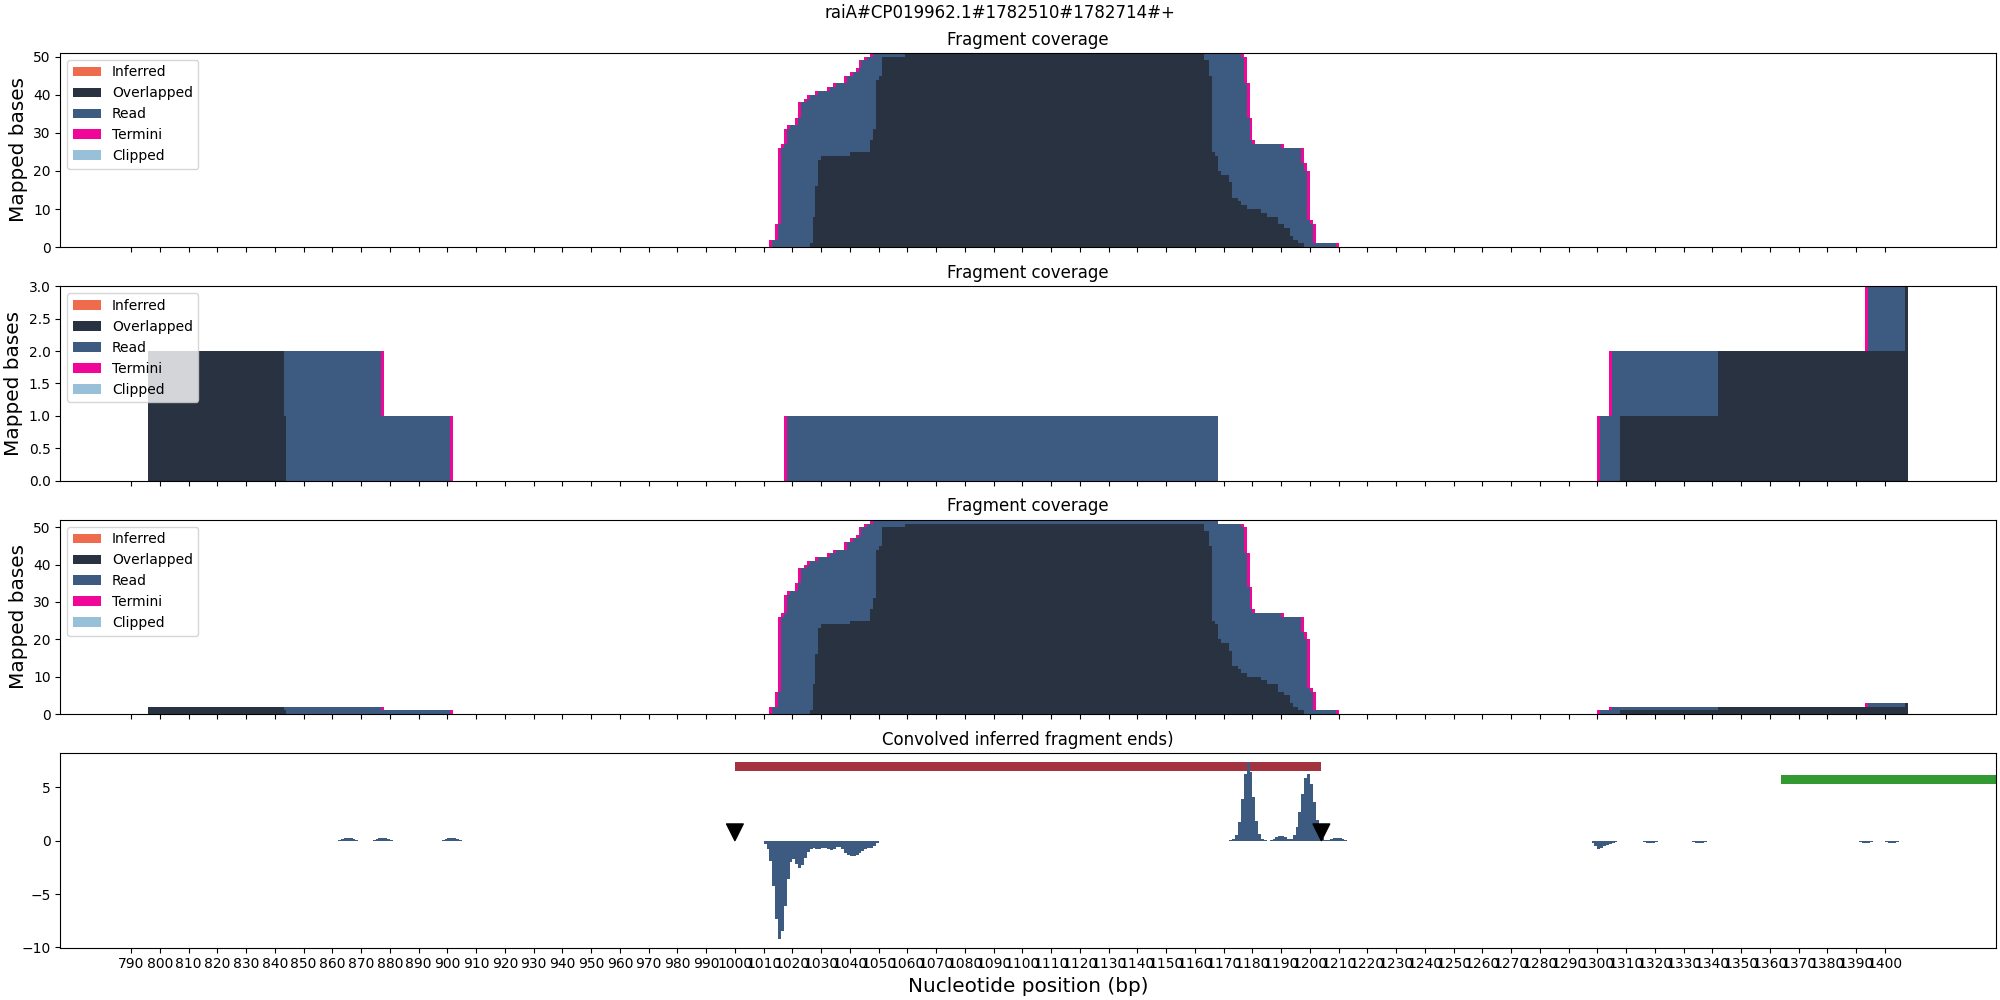 raiA#CP019962.1#1782510#1782714#+
Fragment coverage
Mapped bases
50
40
30
20
10
0
Inferred
Overlapped
Read
Termini
Clipped
Fragment coverage
Mapped bases
3.0
2.5
2.0
1.5
1.0
0.5
0.0
Inferred
Overlapped
Read
Termini
Clipped
Fragment coverage
Mapped bases
50
40
30
20
10
0
Inferred
Overlapped
Read
Termini
Clipped
Convolved inferred fragment ends)
5
0
−5
−10
790 800 810 820 830 840 850 860 870 880 890 900 910 920 930 940 950 960 970 980 990 1000 1010 1020 1030 1040 1050 1060 1070 1080 1090 1100 1110 1120 1130 1140 1150 1160 1170 1180 1190 1200 1210 1220 1230 1240 1250 1260 1270 1280 1290 1300 1310 1320 1330 1340 1350 1360 1370 1380 1390 1400
Nucleotide position (bp)